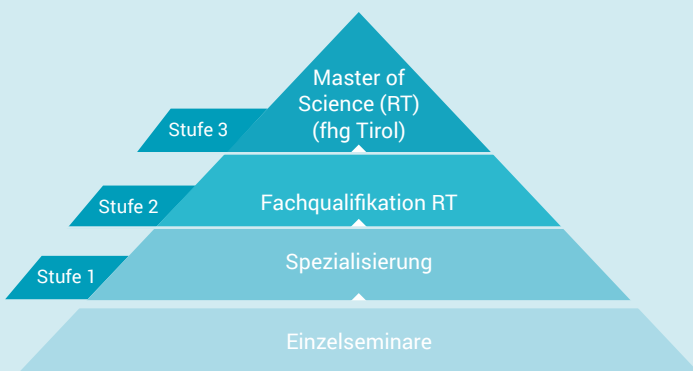 Master of
Science (RT)
(fhg Tirol)
Stufe 3
Fachqualifikation RT
Stufe 2
Spezialisierung
Stufe 1
Einzelseminare